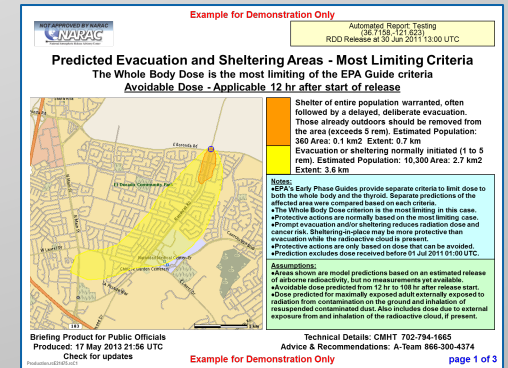 Example for Demonstration Only
NOT APPROVED BY NARAC
NARAC
Automated Report: Testing
(36.7158,-121.623)
RDD Release at 30 Jun 2011 13:00 UTC
Predicted Evacuation and Sheltering Areas - Most Limiting Criteria
The Whole Body Dose is the most limiting of the EPA Guide criteria
Avoidable Dose - Applicable 12 hr after start of release
Shelter of entire population warranted, often
followed by a delayed, deliberate evacuation.
Those already outdoors should be removed from
the area (exceeds 5 rem). Estimated Population:
360 Area: 0.1 km2 Extent: 0.7 km
Evacuation or sheltering normally initiated (1 to 5
rem). Estimated Population: 10,300 Area: 2.7 km2
Extent: 3.6 km
El Dorado Community Park
Notes:
●EPA's Early Phase Guides provide separate criteria to limit dose to
both the whole body and the thyroid. Separate predictions of the
affected area were compared based on each criteria.
●The Whole Body Dose criterion is the most limiting in this case.
●Protective actions are normally based on the most limiting case.
●Prompt evacuation and/or sheltering reduces radiation dose and
cancer risk. Sheltering-in-place may be more protective than
evacuation while the radioactive cloud is present.
●Protective actions are only based on dose that can be avoided.
●Prediction excludes dose received before 01 Jul 2011 01:00 UTC.
Assumptions:
●Areas shown are model predictions based on an estimated release
of airborne radioactivity, but no measurements yet available.
●Avoidable dose predicted from 12 hr to 108 hr after release start.
●Dose predicted for maximally exposed adult externally exposed to
radiation from contamination on the ground and inhalation of
resuspended contaminated dust. Also includes dose due to external
exposure from and inhalation of the radioactive cloud, if present.
183
Briefing Product for Public Officials
Produced: 17 May 2013 21:56 UTC
Check for updates
Technical Details: CMHT 702-794-1665
Advice & Recommendations: A-Team 866-300-4374
Example for Demonstration Only
page 1 of 3